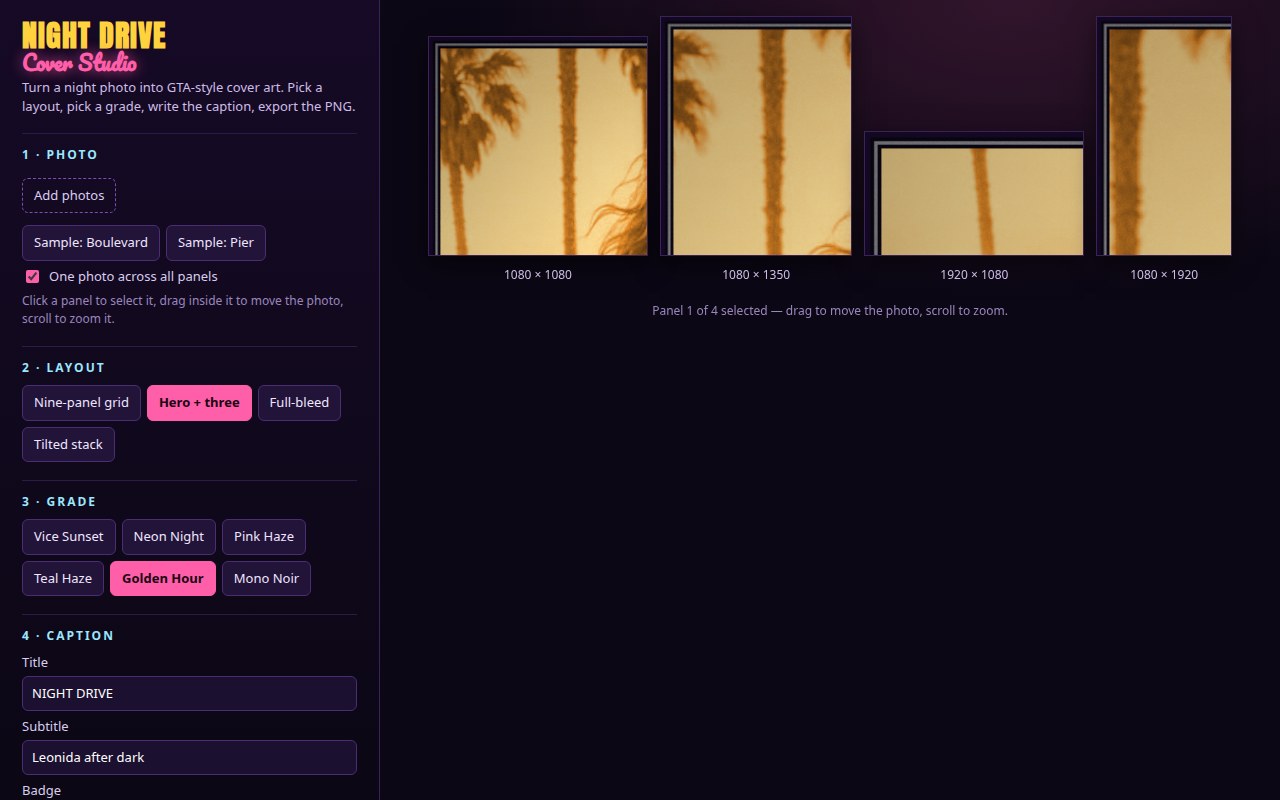 NIGHT DRIVE
Cover Studio
Turn a night photo into GTA-style cover art. Pick a
layout, pick a grade, write the caption, export the PNG.
1 · PHOTO
Add photos
Sample: Boulevard
Sample: Pier
One photo across all panels
Click a panel to select it, drag inside it to move the photo,
scroll to zoom it.
2 · LAYOUT
Nine-panel grid
Hero + three
Full-bleed
Tilted stack
3 · GRADE
Vice Sunset
Neon Night
Pink Haze
Teal Haze
Golden Hour
Mono Noir
4 · CAPTION
Title
NIGHT DRIVE
Subtitle
Leonida after dark
Badge
1080 × 1080
1080 × 1350
1920 × 1080
1080 × 1920
Panel 1 of 4 selected — drag to move the photo, scroll to zoom.